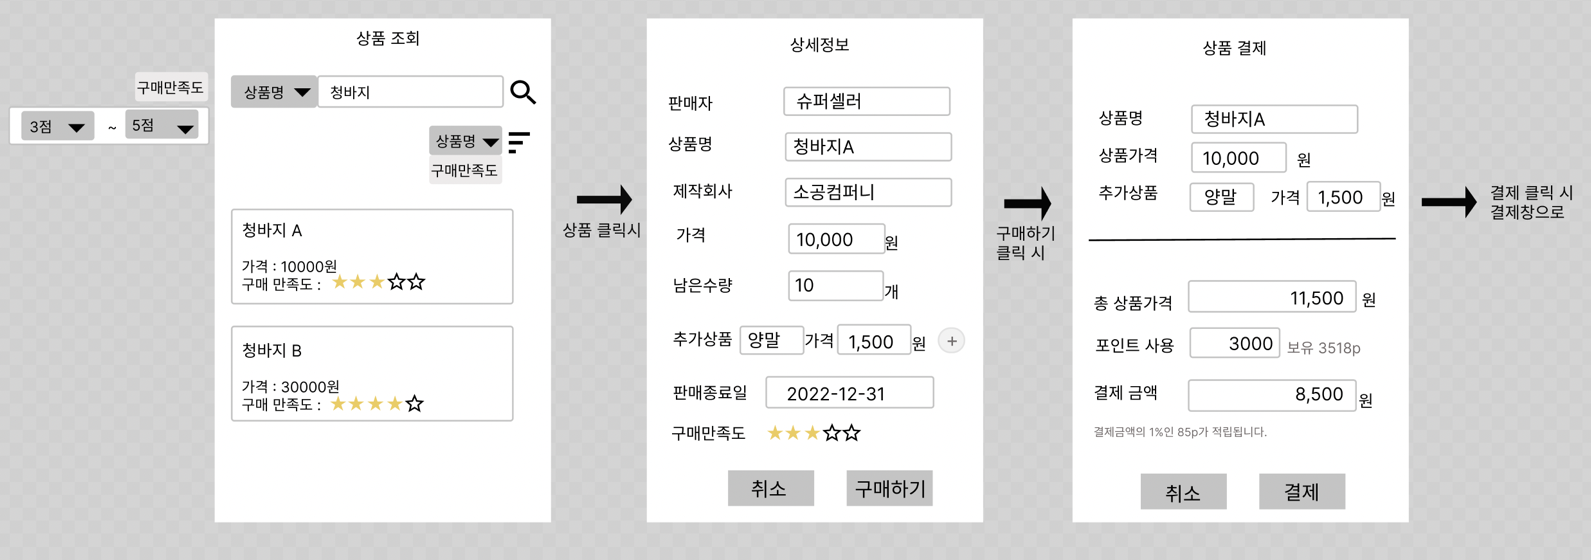 구매만족도
3점 ~ 5점
상품 조회
상품명 청바지
상품명
구매만족도
청바지 A
가격 : 10000원
구매 만족도 :
청바지 B
가격 : 30000원
구매 만족도 :
상품 클릭시
상세정보
판매자 슈퍼셀러
상품명 청바지A
제작회사 소공컴퍼니
가격 10,000 원
남은수량 10 개
추가상품 양말 가격 1,500 원 +
판매종료일 2022-12-31
구매만족도
취소 구매하기
구매하기
클릭 시
상품 결제
상품명 청바지A
상품가격 10,000 원
추가상품 양말 가격 1,500 원
총 상품가격 11,500 원
포인트 사용 3000 보유 3518p
결제 금액 8,500 원
결제금액의 1%인 85p가 적립됩니다.
취소 결제
결제 클릭 시
결제창으로